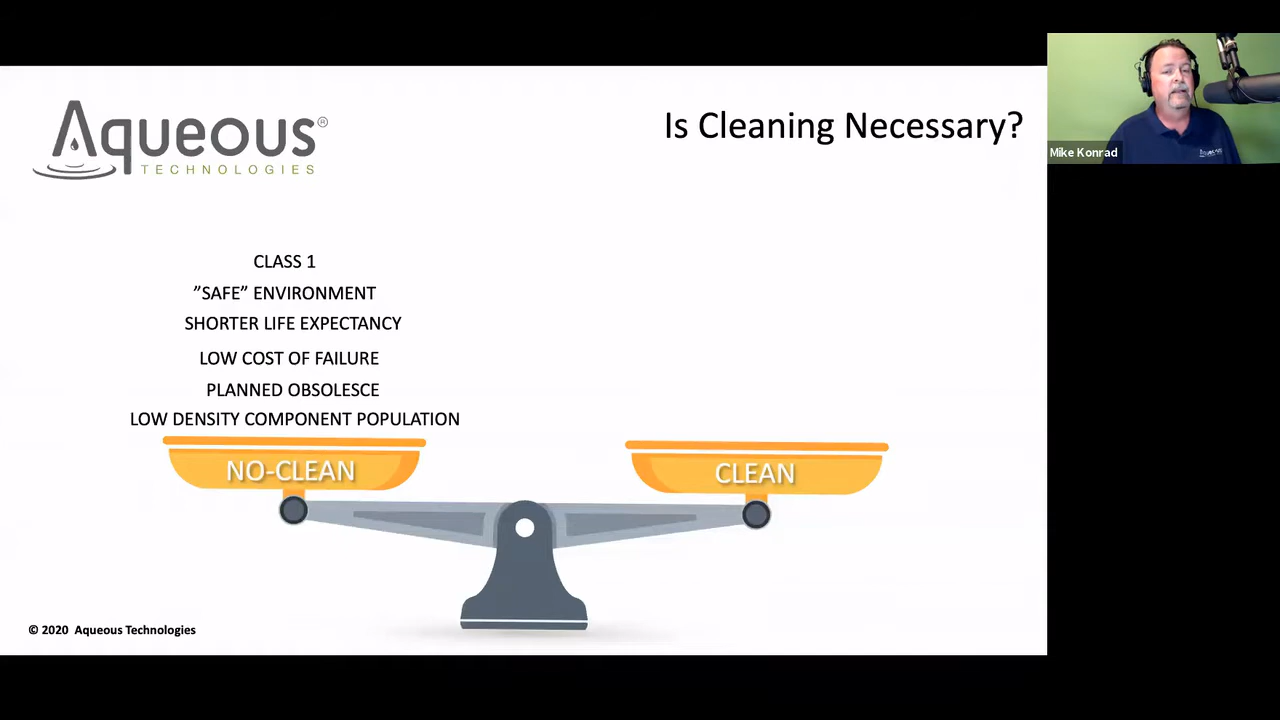 Aqueous®
TECHNOLOGIES
Is Cleaning Necessary?
Mike Konrad
CLASS 1
”SAFE” ENVIRONMENT
SHORTER LIFE EXPECTANCY
LOW COST OF FAILURE
PLANNED OBSOLESCE
LOW DENSITY COMPONENT POPULATION
NO-CLEAN
CLEAN
© 2020 Aqueous Technologies